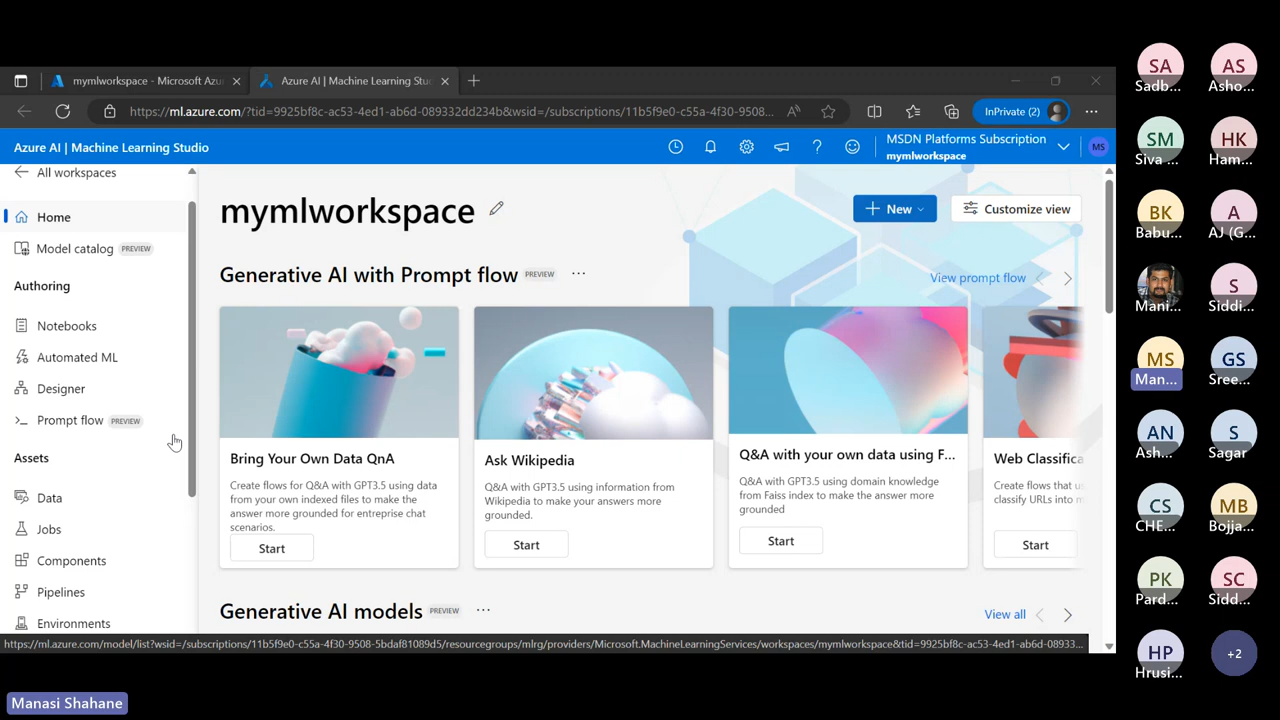 mymlworkspace - Microsoft Azu
Azure AI | Machine Learning Stu
https://ml.azure.com/?tid=9925bf8c-ac53-4ed1-ab6d-089332dd234b&wsid=/subscriptions/11b5f9e0-c55a-4f30-9508...
InPrivate (2)
Azure AI | Machine Learning Studio
MSDN Platforms Subscription
mymlworkspace
MS
All workspaces
Home
Model catalog PREVIEW
Authoring
Notebooks
Automated ML
Designer
Prompt flow PREVIEW
Assets
Data
Jobs
Components
Pipelines
Environments
mymlworkspace
New
Customize view
Generative AI with Prompt flow PREVIEW ...
View prompt flow
Bring Your Own Data QnA
Create flows for Q&A with GPT3.5 using data
from your own indexed files to make the
answer more grounded for entreprise chat
scenarios.
Start
Ask Wikipedia
Q&A with GPT3.5 using information from
Wikipedia to make your answers more
grounded.
Start
Q&A with your own data using F...
Q&A with GPT3.5 using domain knowledge
from Faiss index to make the answer more
grounded
Start
Web Classifica
Create flows that u
classify URLs into m
Start
Generative AI models PREVIEW ...
View all
https://ml.azure.com/model/list?wsid=/subscriptions/11b5f9e0-c55a-4f30-9508-5bdaf81089d5/resourcegroups/mlrg/providers/Microsoft.MachineLearningServices/workspaces/mymlworkspace&tid=9925bf8c-ac53-4ed1-ab6d-0893...
Manasi Shahane
SA
Sadb...
AS
Asho...
SM
Siva ...
HK
Ham...
BK
Babu...
A
AJ (G...
Mani...
S
Siddi...
MS
Man...
GS
Sree...
AN
Ash...
S
Sagar
CS
CHE...
MB
Bojja...
PK
Pard...
SC
Sidd...
HP
Hrusi...
+2